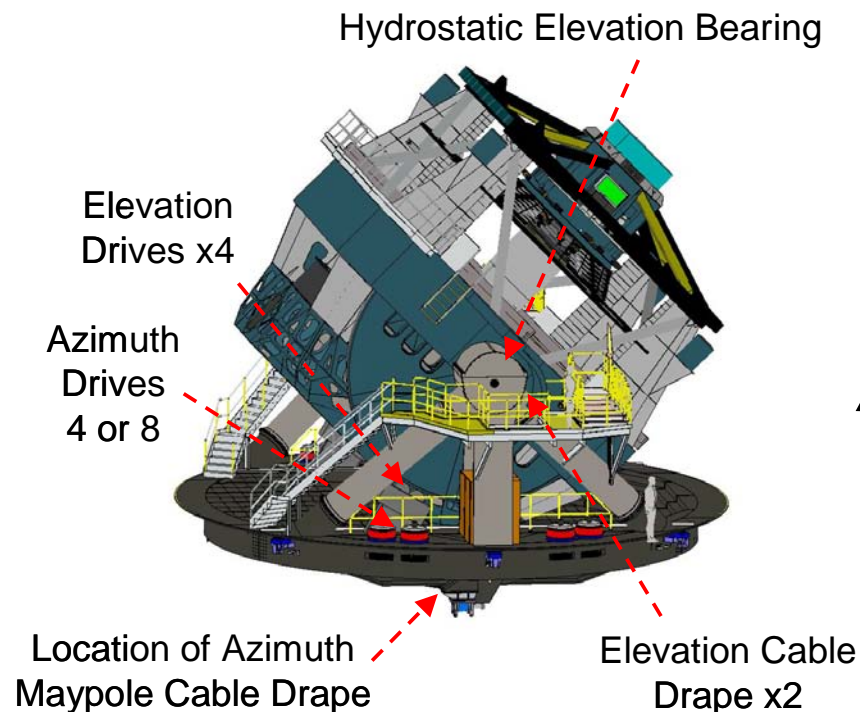 Hydrostatic Elevation Bearing
Elevation
Drives x4
Azimuth
Drives
4 or 8
Location of Azimuth
Maypole Cable Drape
Elevation Cable
Drape x2